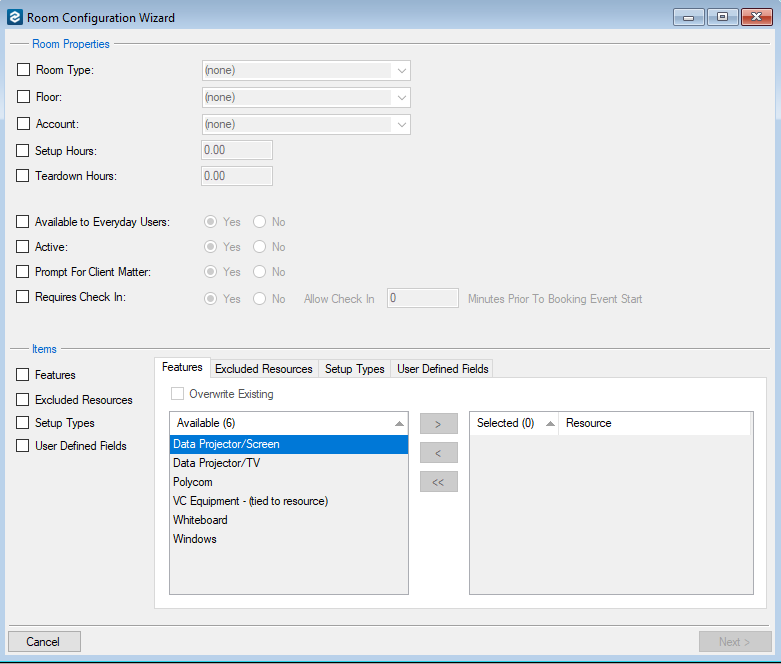 Room Configuration Wizard
Room Properties
Room Type: (none)
Floor: (none)
Account: (none)
Setup Hours: 0.00
Teardown Hours: 0.00
Available to Everyday Users: Yes No
Active: Yes No
Prompt For Client Matter: Yes No
Requires Check In: Yes No Allow Check In 0 Minutes Prior To Booking Event Start
Items
Features
Excluded Resources
Setup Types
User Defined Fields
Features Excluded Resources Setup Types User Defined Fields
Overwrite Existing
Available (6)
Data Projector/Screen
Data Projector/TV
Polycom
VC Equipment - (tied to resource)
Whiteboard
Windows
>
<
<<
Selected (0) Resource
Cancel Next >